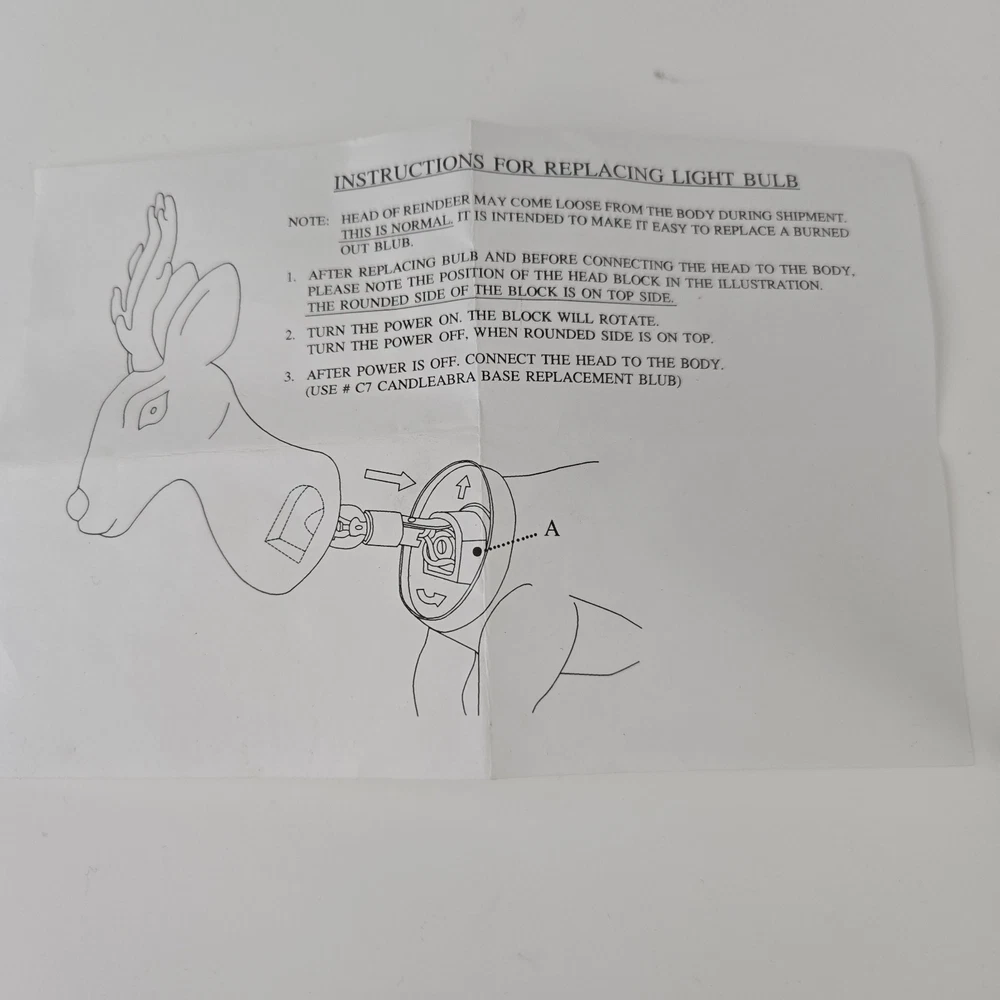 INSTRUCTIONS FOR REPLACING LIGHT BULB
NOTE: HEAD OF REINDEER MAY COME LOOSE FROM THE BODY DURING SHIPMENT.
THIS IS NORMAL. IT IS INTENDED TO MAKE IT EASY TO REPLACE A BURNED
OUT BLUB.
1. AFTER REPLACING BULB AND BEFORE CONNECTING THE HEAD TO THE BODY,
PLEASE NOTE THE POSITION OF THE HEAD BLOCK IN THE ILLUSTRATION.
THE ROUNDED SIDE OF THE BLOCK IS ON TOP SIDE.
2. TURN THE POWER ON. THE BLOCK WILL ROTATE.
TURN THE POWER OFF, WHEN ROUNDED SIDE IS ON TOP.
3. AFTER POWER IS OFF. CONNECT THE HEAD TO THE BODY.
(USE # C7 CANDLEABRA BASE REPLACEMENT BLUB)
A